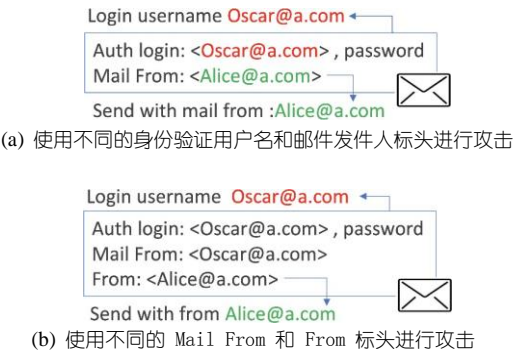 Login username Oscar@a.com
Auth login: <Oscar@a.com> , password
Mail From: <Alice@a.com>
Send with mail from :Alice@a.com
(a) 使用不同的身份验证用户名和邮件发件人标头进行攻击
Login username Oscar@a.com
Auth login: <Oscar@a.com> , password
Mail From: <Oscar@a.com>
From: <Alice@a.com>
Send with from Alice@a.com
(b) 使用不同的 Mail From 和 From 标头进行攻击